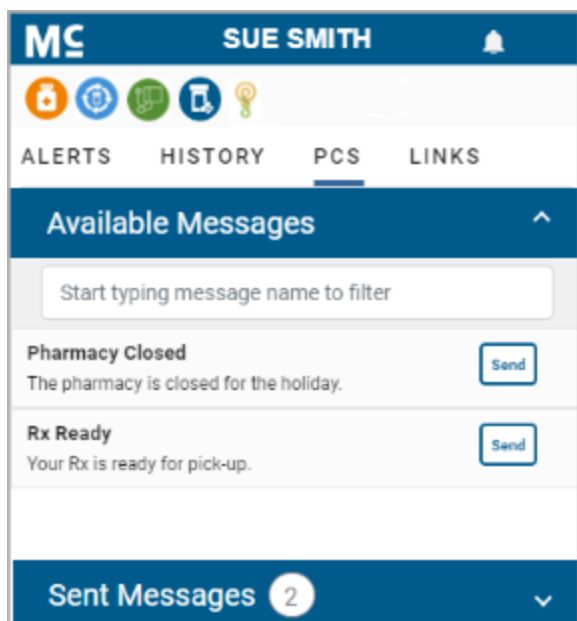 Mc SUE SMITH
ALERTS HISTORY PCS LINKS
Available Messages
Start typing message name to filter
Pharmacy Closed
Send
The pharmacy is closed for the holiday.
Rx Ready
Send
Your Rx is ready for pick-up.
Sent Messages 2